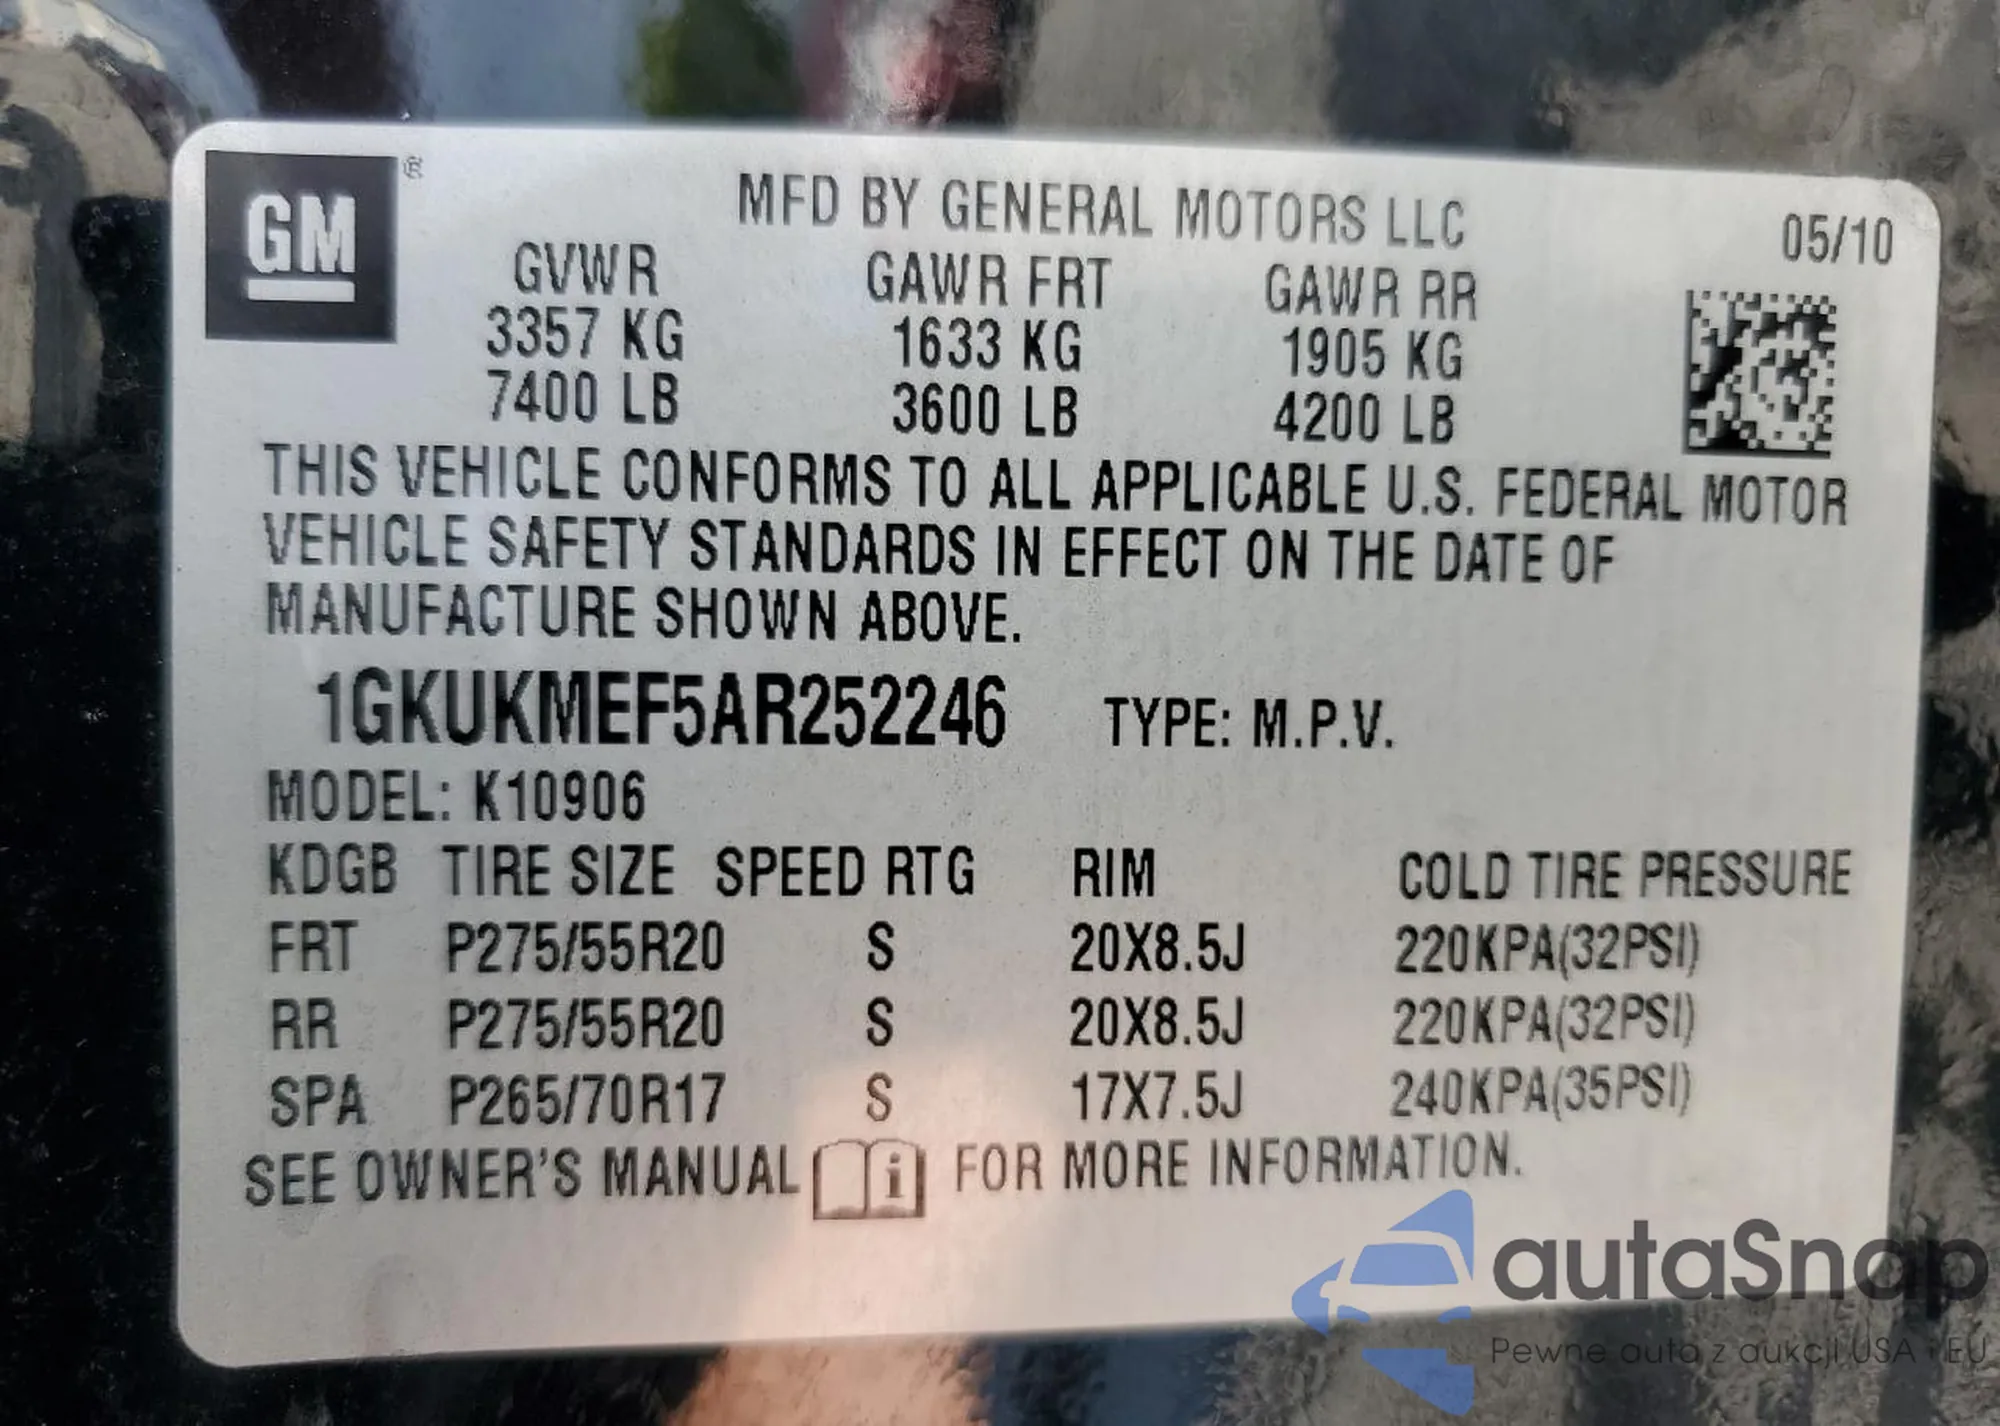 GM ®
MFD BY GENERAL MOTORS LLC 05/10
GVWR GAWR FRT GAWR RR
3357 KG 1633 KG 1905 KG
7400 LB 3600 LB 4200 LB
THIS VEHICLE CONFORMS TO ALL APPLICABLE U.S. FEDERAL MOTOR
VEHICLE SAFETY STANDARDS IN EFFECT ON THE DATE OF
MANUFACTURE SHOWN ABOVE.
1GKUKMEF5AR252246 TYPE: M.P.V.
MODEL: K10906
KDGB TIRE SIZE SPEED RTG RIM COLD TIRE PRESSURE
FRT P275/55R20 S 20X8.5J 220KPA(32PSI)
RR P275/55R20 S 20X8.5J 220KPA(32PSI)
SPA P265/70R17 S 17X7.5J 240KPA(35PSI)
SEE OWNER'S MANUAL i FOR MORE INFORMATION.
autaSnap
Pewne auta z aukcji USA i EU